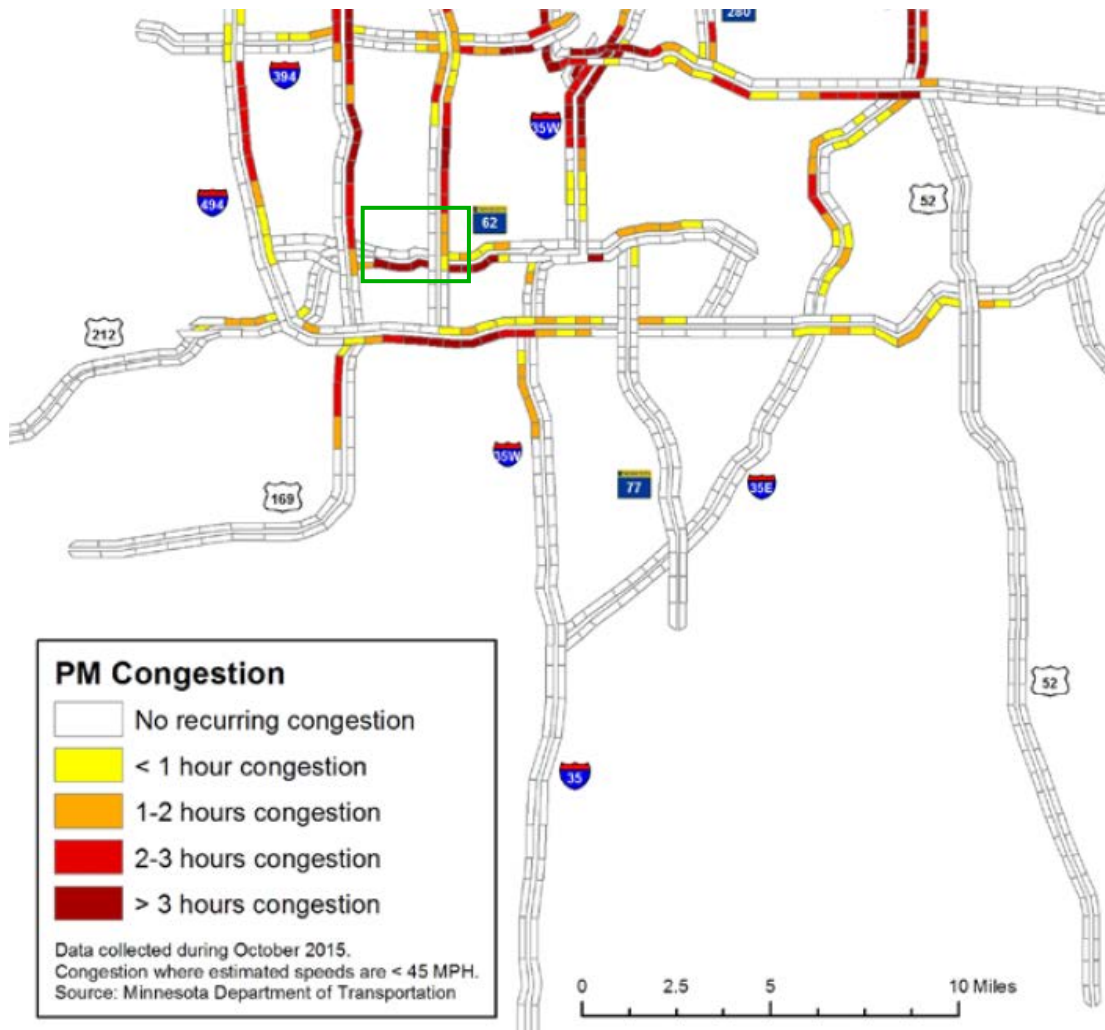 280
394
35W
494
52
62
212
35W
77
35E
169
52
35
PM Congestion
No recurring congestion
< 1 hour congestion
1-2 hours congestion
2-3 hours congestion
> 3 hours congestion
Data collected during October 2015.
Congestion where estimated speeds are < 45 MPH.
Source: Minnesota Department of Transportation
0 2.5 5 10 Miles